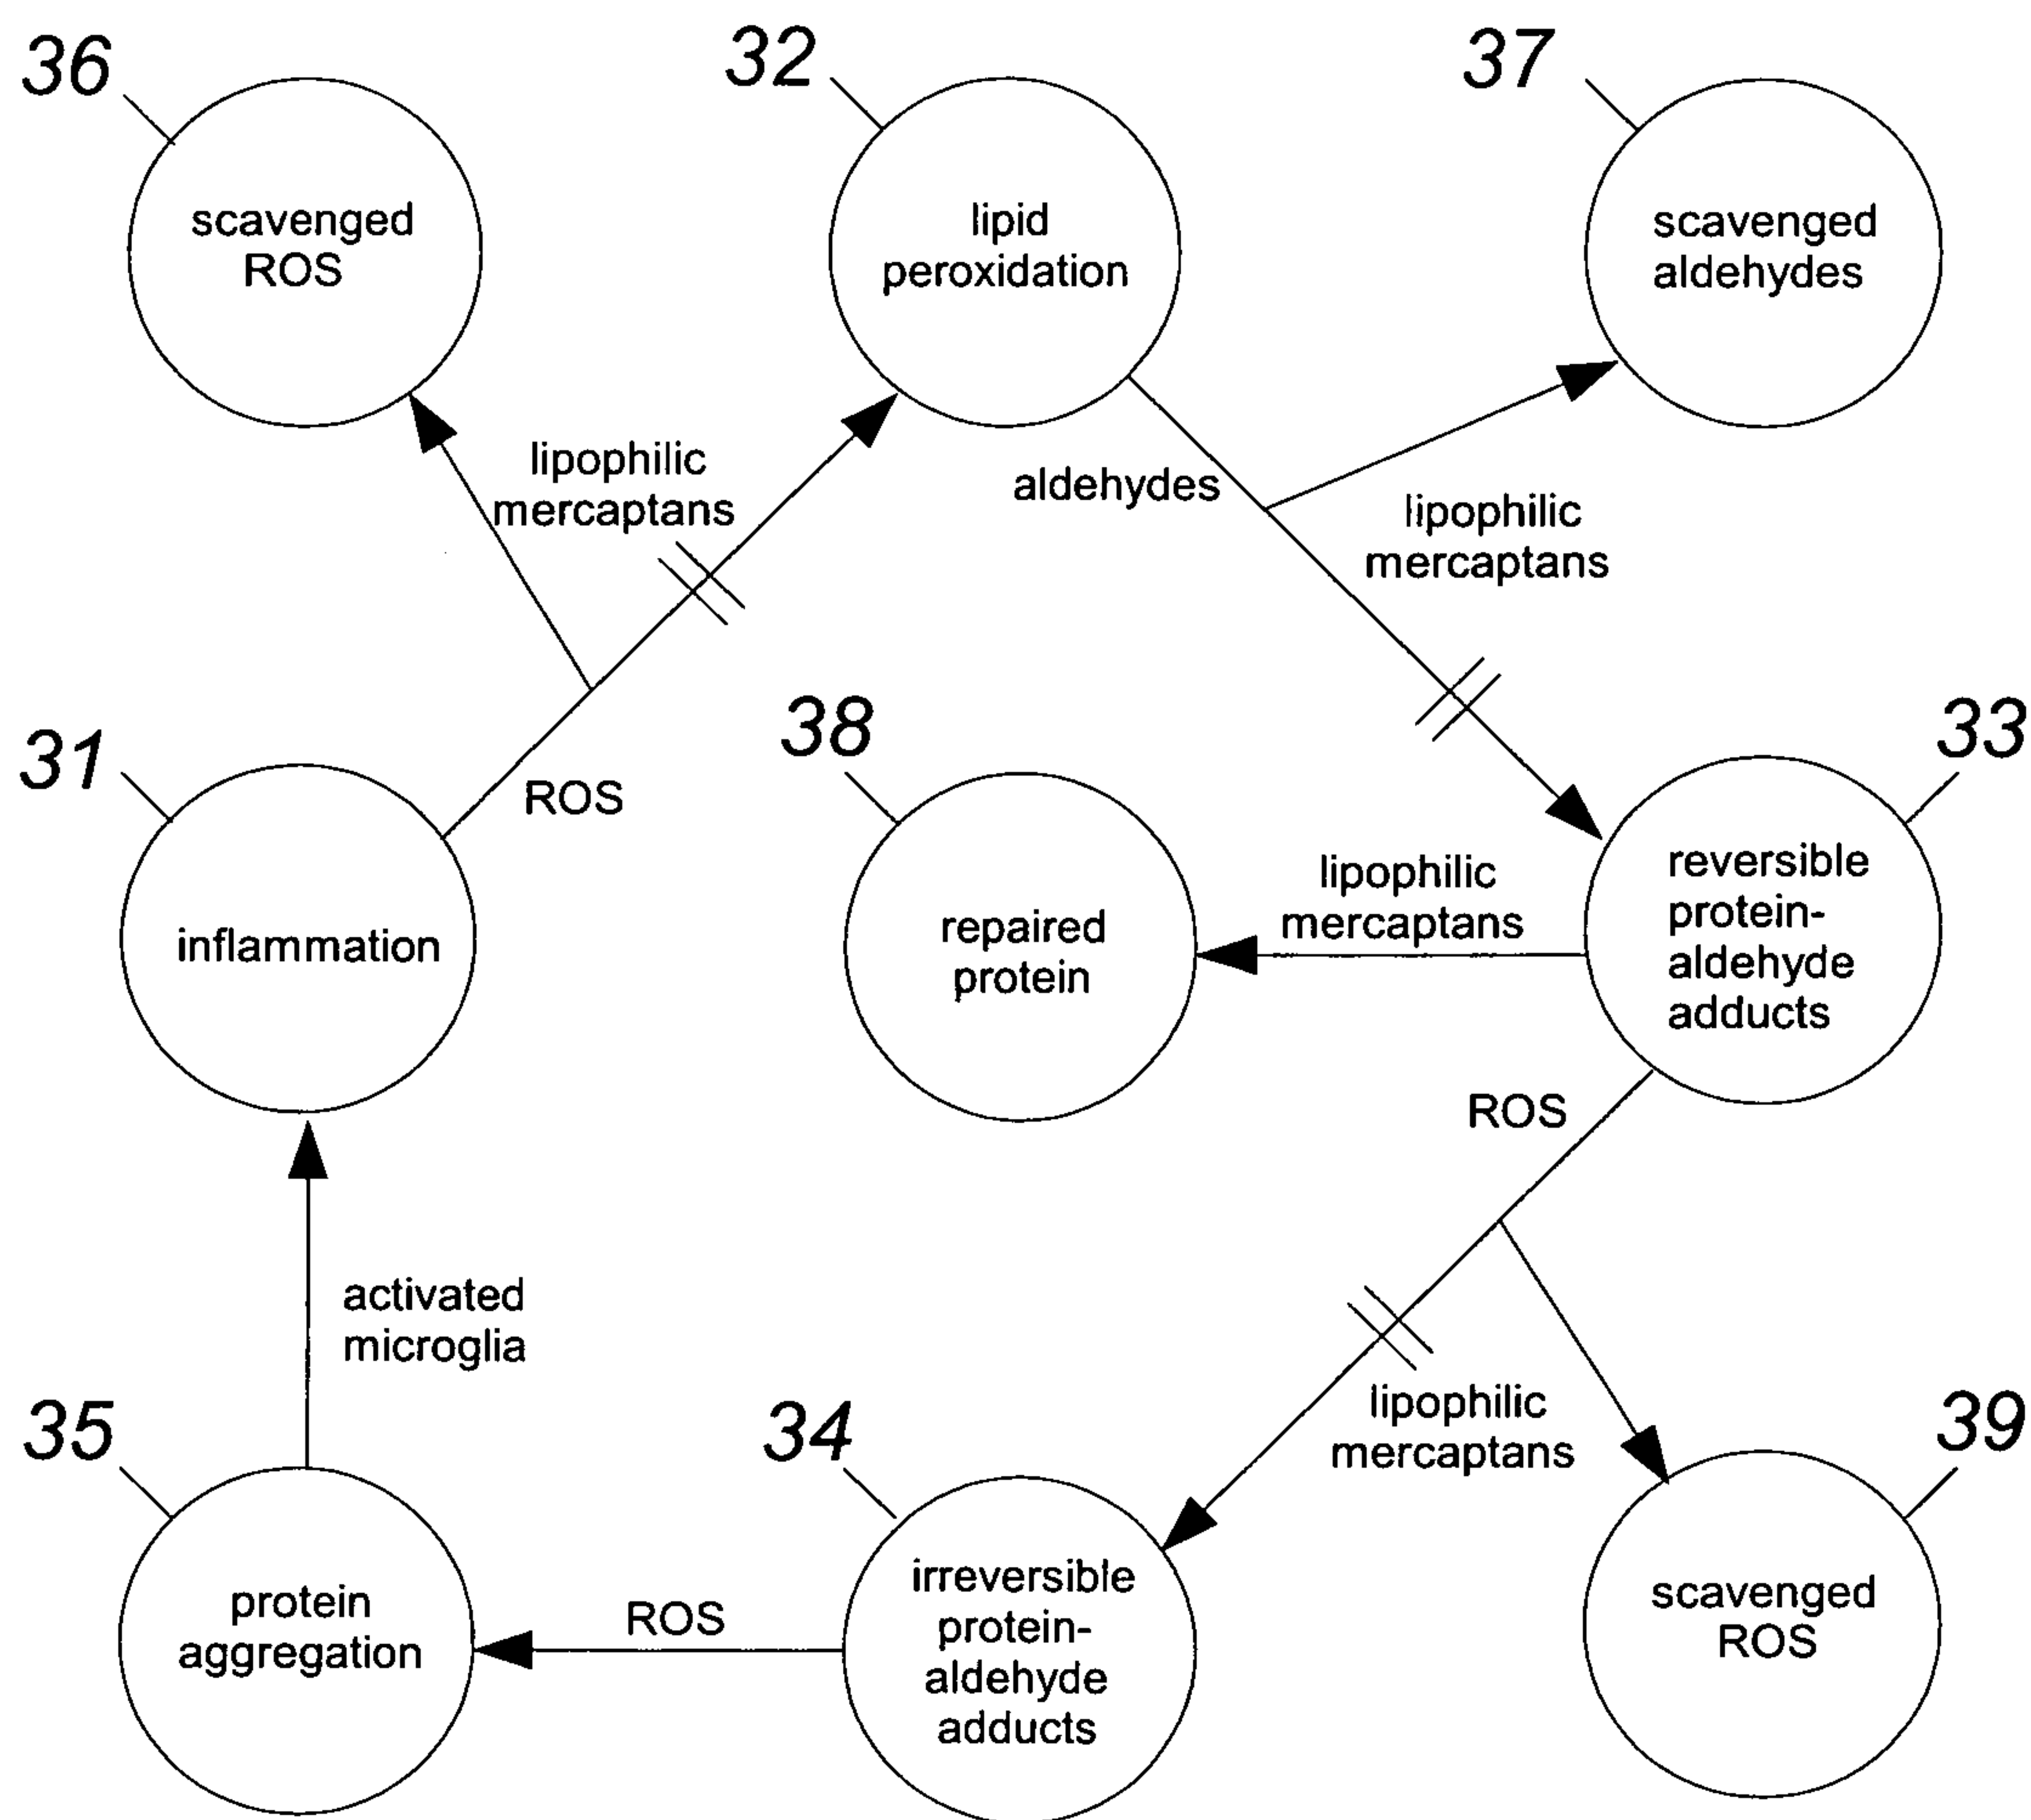 36
32
37
scavenged
ROS
lipid
peroxidation
scavenged
aldehydes
lipophilic
mercaptans
aldehydes
lipophilic
mercaptans
31
ROS
38
33
inflammation
repaired
protein
lipophilic
mercaptans
reversible
protein-
aldehyde
adducts
ROS
activated
microglia
lipophilic
mercaptans
35
34
39
protein
aggregation
ROS
irreversible
protein-
aldehyde
adducts
scavenged
ROS